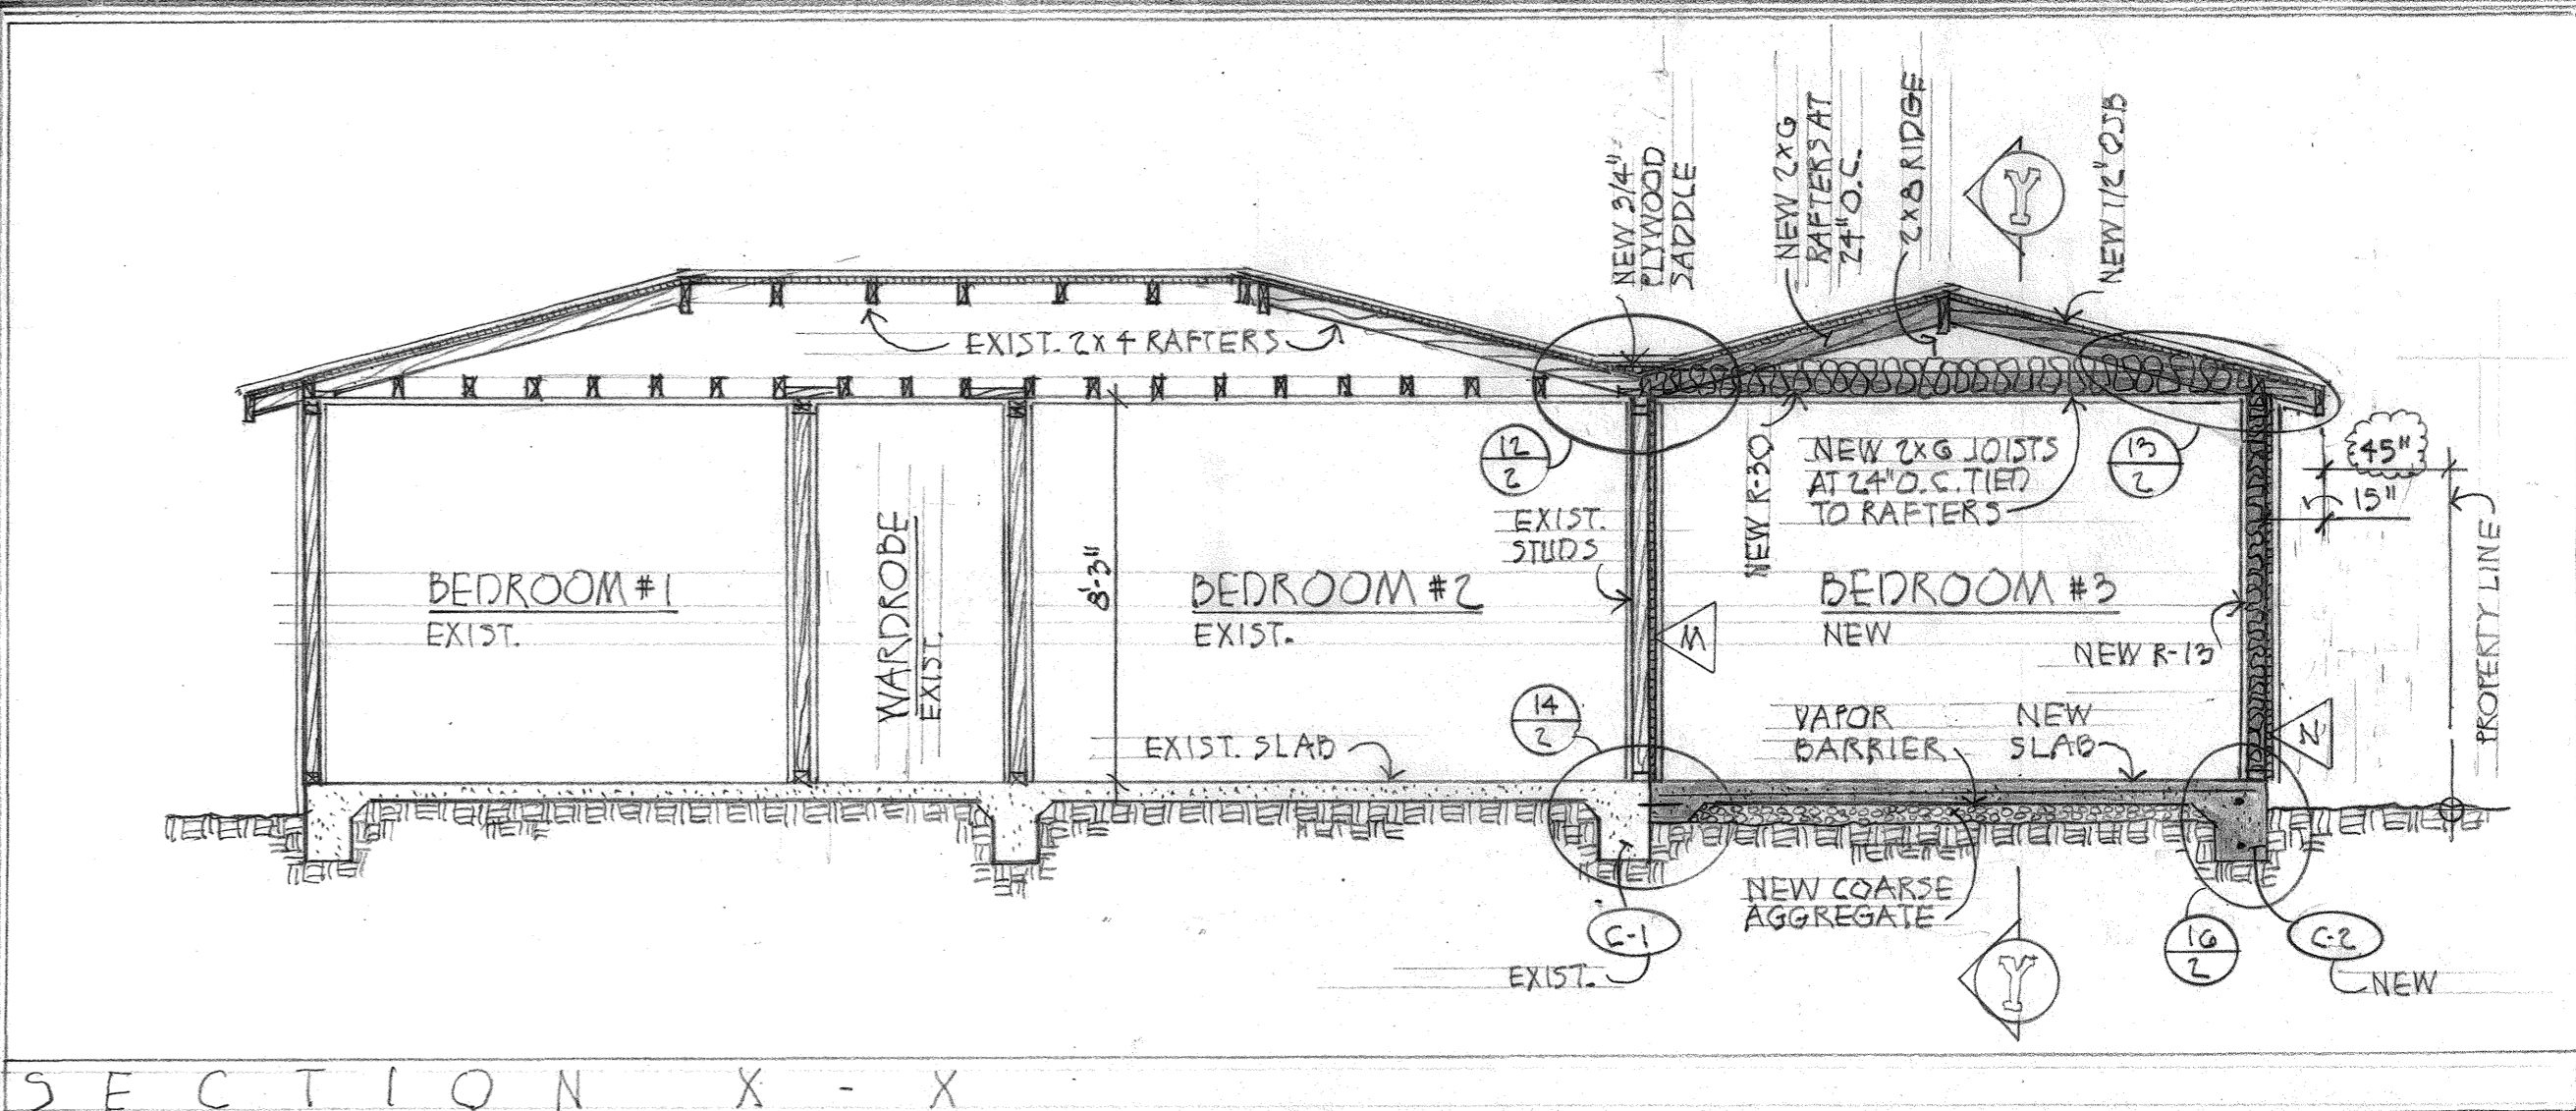 NEW 3/4"
PLYWOOD
SADDLE
NEW 2X6
RAFTERS AT
24" O.C.
2X8 RIDGE
Y
NEW 1/2" OSB
EXIST. 2X4 RAFTERS
12
2
NEW R-30
NEW 2X6 JOISTS
AT 24" O.C. TIED
TO RAFTERS
13
2
45"
15"
PROPERTY LINE
EXIST.
STUDS
BEDROOM #1
EXIST.
WARDROBE
EXIST.
8'-3"
BEDROOM #2
EXIST.
BEDROOM #3
NEW
NEW R-13
14
2
EXIST. SLAB
VAPOR
BARRIER
NEW
SLAB
NEW COARSE
AGGREGATE
C-1
EXIST.
Y
16
2
C-2
NEW
SECTION X-X